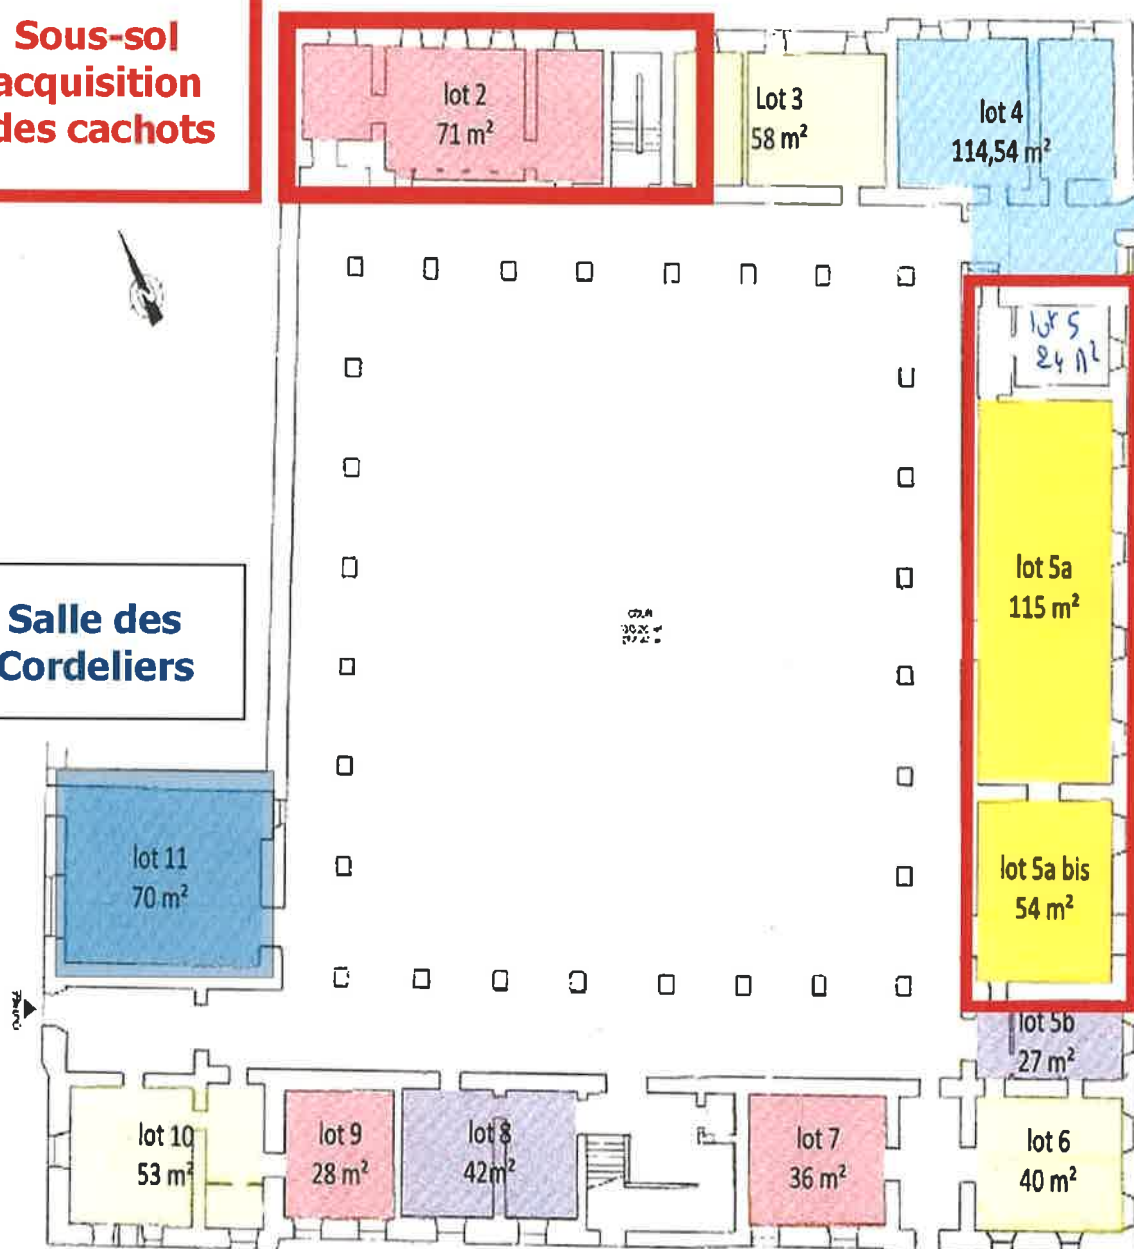 Sous-sol
acquisition
des cachots
lot 2
71 m²
Lot 3
58 m²
lot 4
114,54 m²
lot 5
24 m²
lot 5a
115 m²
Salle des
Cordeliers
lot 11
70 m²
lot 5a bis
54 m²
lot 5b
27 m²
lot 10
53 m²
lot 9
28 m²
lot 8
42m²
lot 7
36 m²
lot 6
40 m²